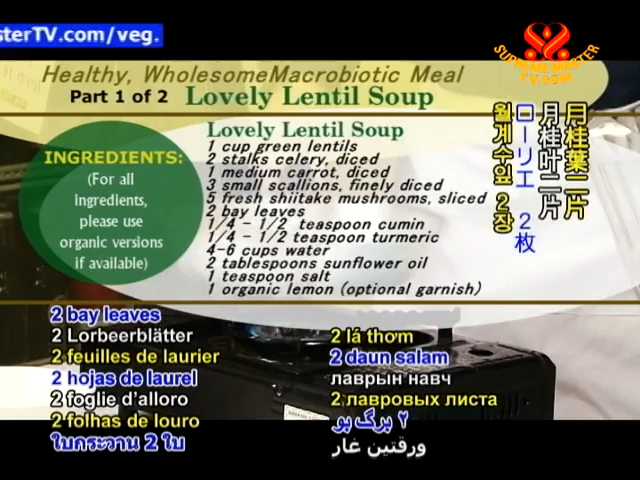 sterTV.com/veg.
SUPREME MASTER
TV.COM
Healthy, WholesomeMacrobiotic Meal
Part 1 of 2 Lovely Lentil Soup
Lovely Lentil Soup
1 cup green lentils
2 stalks celery, diced
1 medium carrot, diced
3 small scallions, finely diced
5 fresh shiitake mushrooms, sliced
2 bay leaves
1/4 - 1/2 teaspoon cumin
1/4 - 1/2 teaspoon turmeric
4-6 cups water
2 tablespoons sunflower oil
1 teaspoon salt
1 organic lemon (optional garnish)
INGREDIENTS:
(For all
ingredients,
please use
organic versions
if available)
月桂葉二片
月桂叶二片
ローリエ 2枚
월계수잎 2장
2 bay leaves
2 Lorbeerblätter
2 feuilles de laurier
2 hojas de laurel
2 foglie d'alloro
2 folhas de louro
ใบกระวาน 2 ใบ
2 lá thơm
2 daun salam
лаврын навч
2 лавровых листа
۲ برگ بو
ورقتين غار